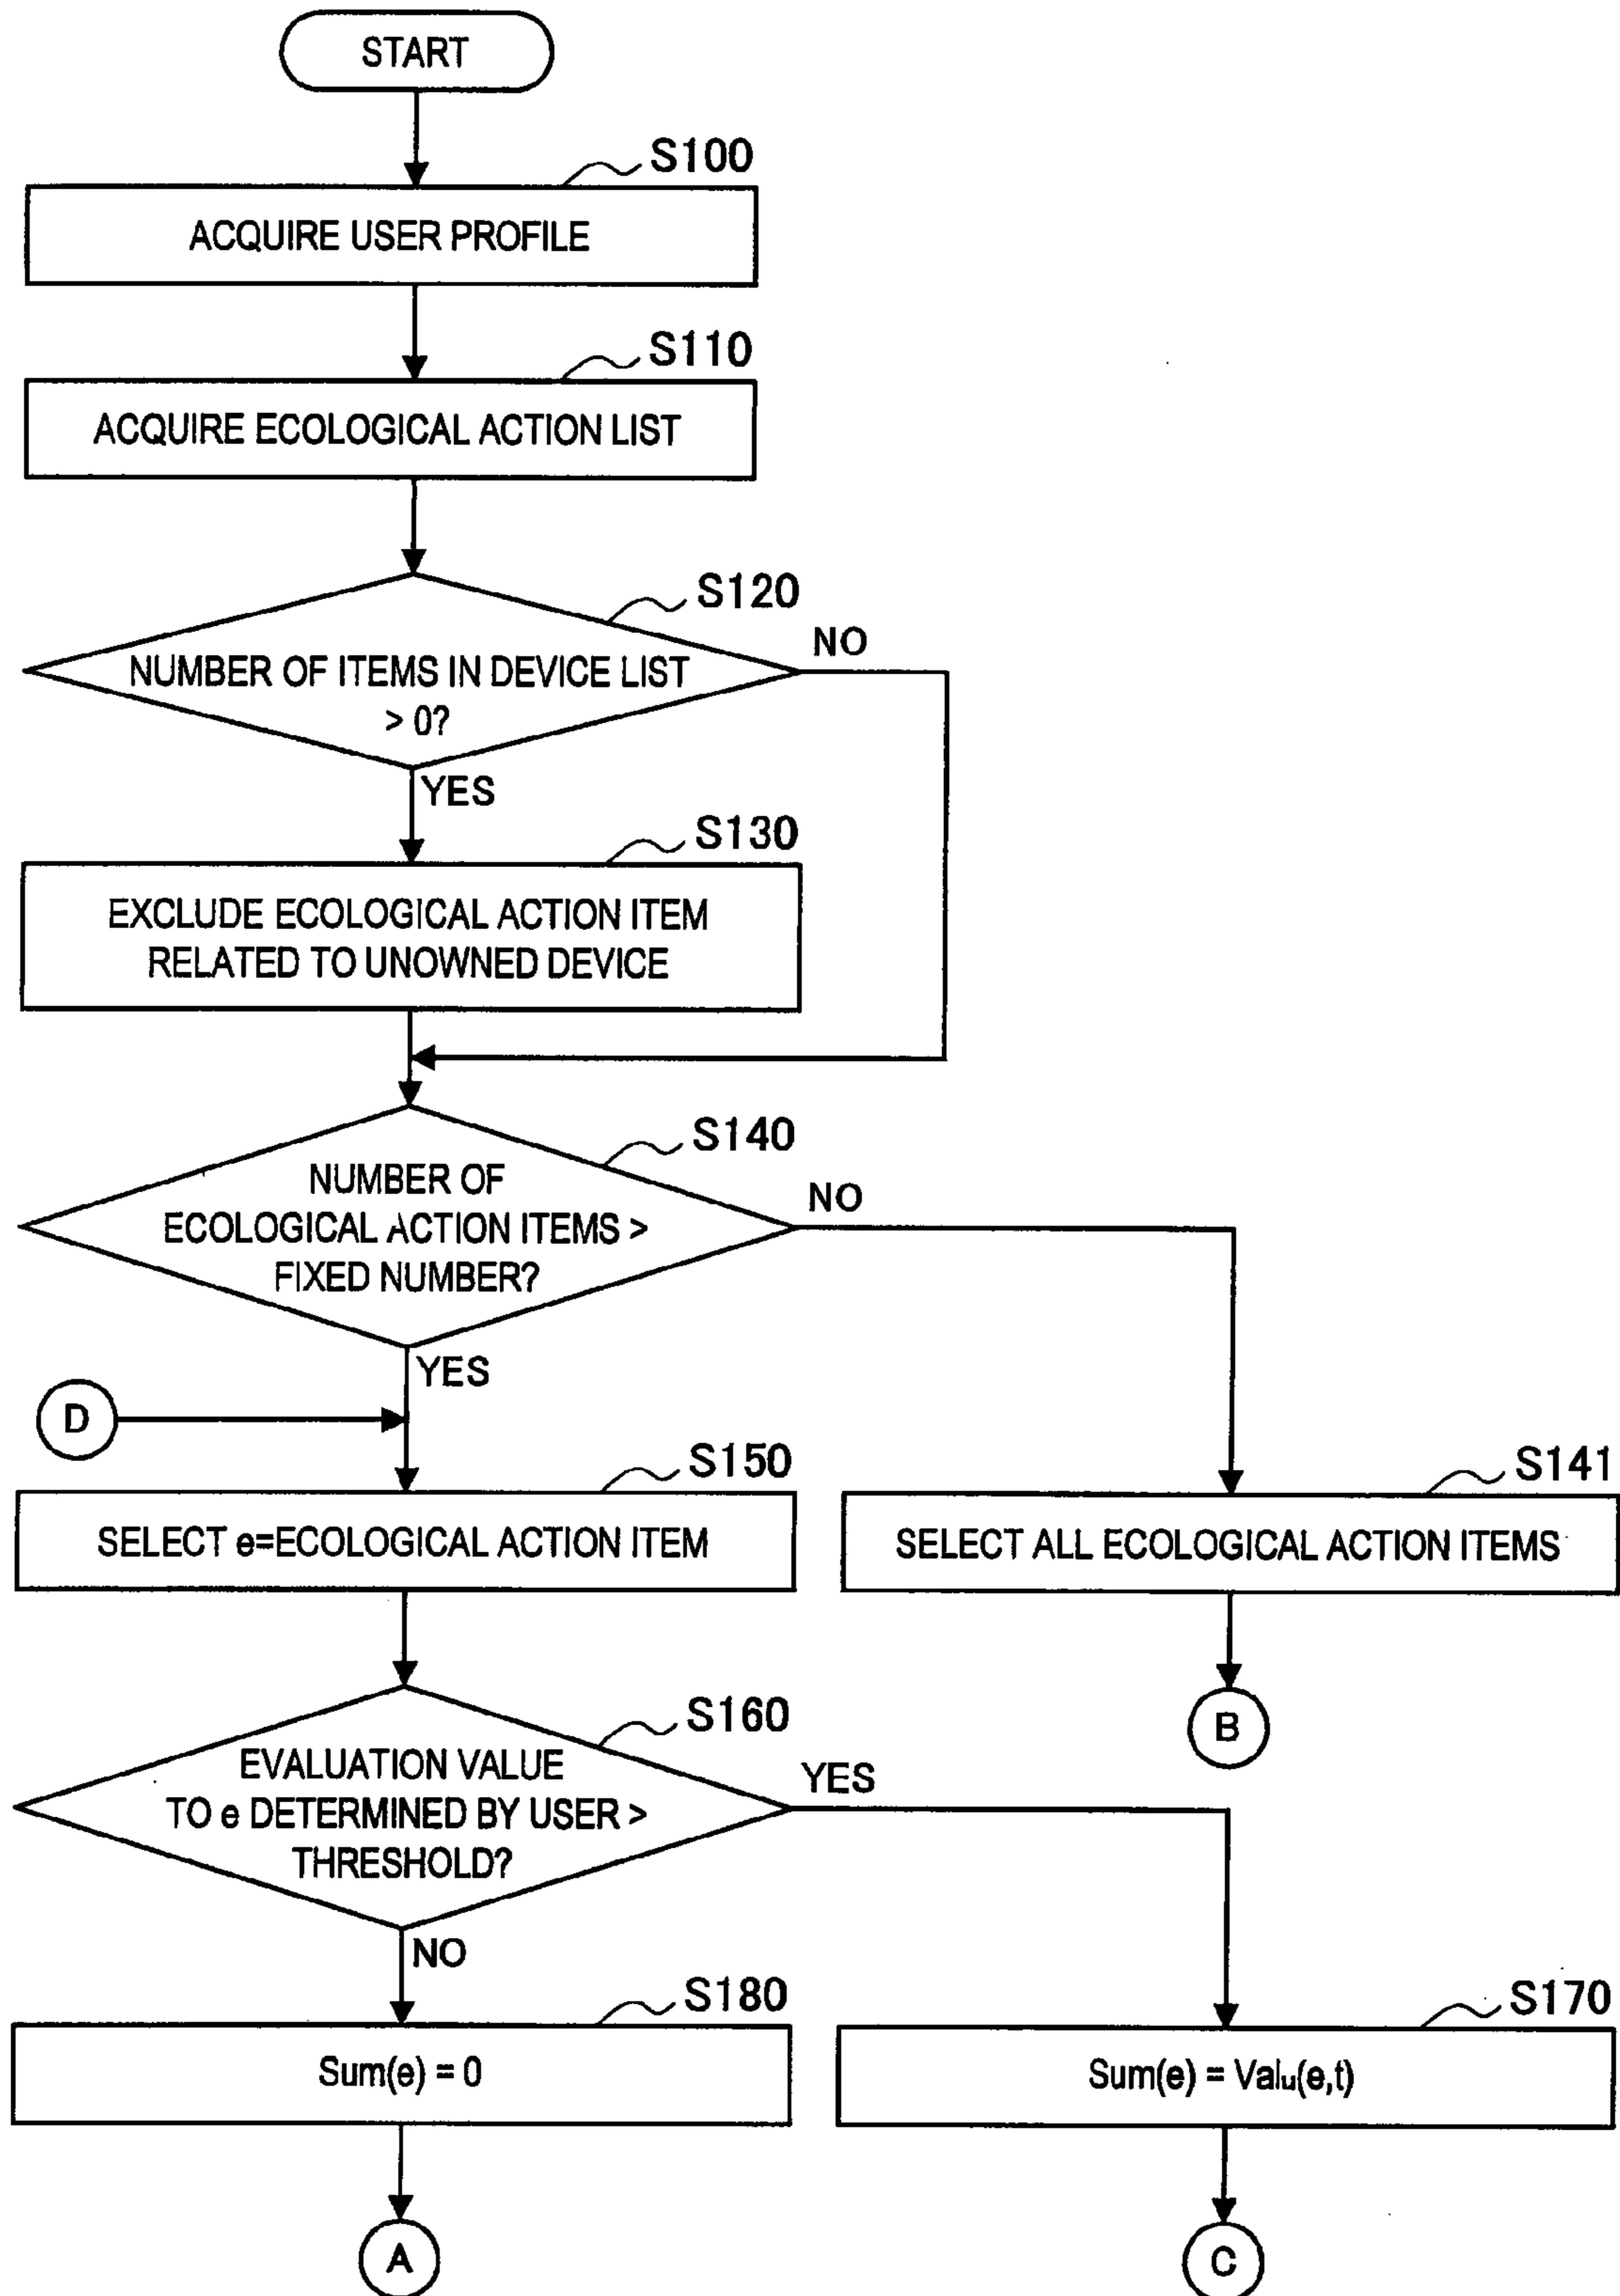 START
S100
ACQUIRE USER PROFILE
S110
ACQUIRE ECOLOGICAL ACTION LIST
S120
NO
NUMBER OF ITEMS IN DEVICE LIST
> 0?
YES
S130
EXCLUDE ECOLOGICAL ACTION ITEM
RELATED TO UNOWNED DEVICE
S140
NO
NUMBER OF
ECOLOGICAL ACTION ITEMS >
FIXED NUMBER?
YES
D
S150
SELECT e=ECOLOGICAL ACTION ITEM
S141
SELECT ALL ECOLOGICAL ACTION ITEMS
B
S160
YES
EVALUATION VALUE
TO e DETERMINED BY USER >
THRESHOLD?
NO
S180
Sum(e) = 0
S170
Sum(e) = Valu(e,t)
A
C